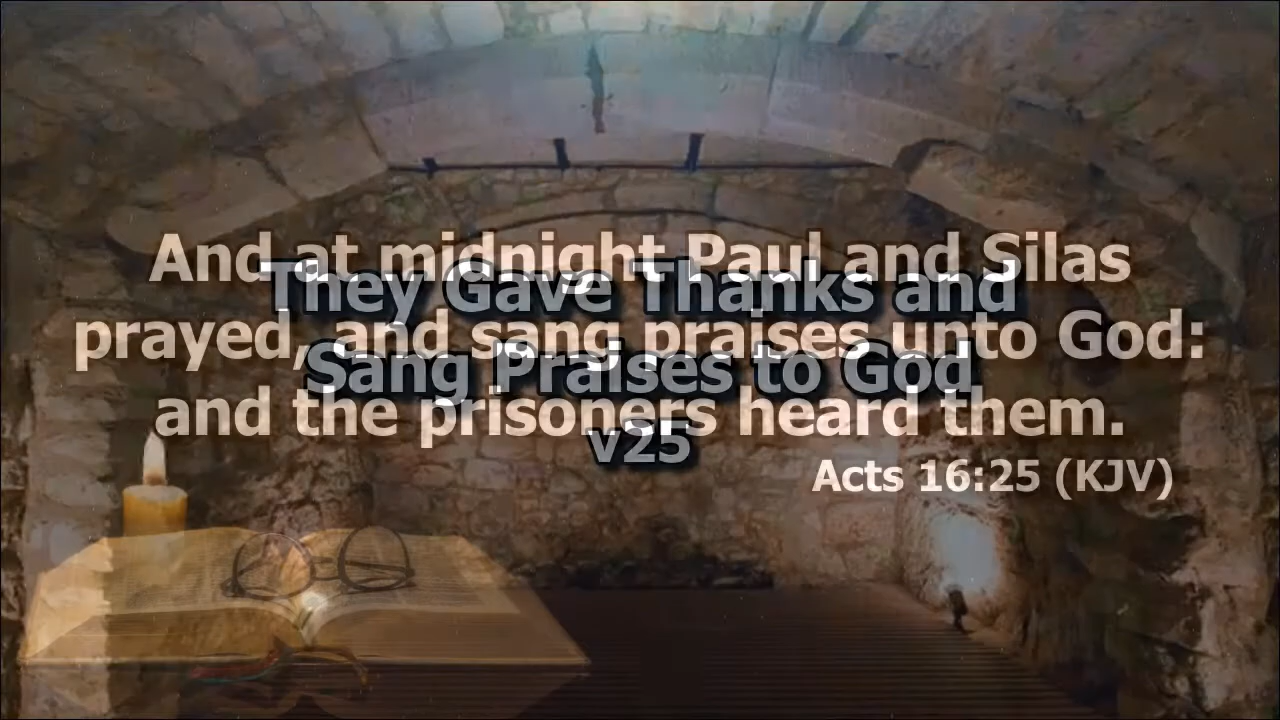 And at midnight Paul and Silas
prayed, and sang praises unto God:
and the prisoners heard them.
Acts 16:25 (KJV)
They Gave Thanks and
Sang Praises to God
v25